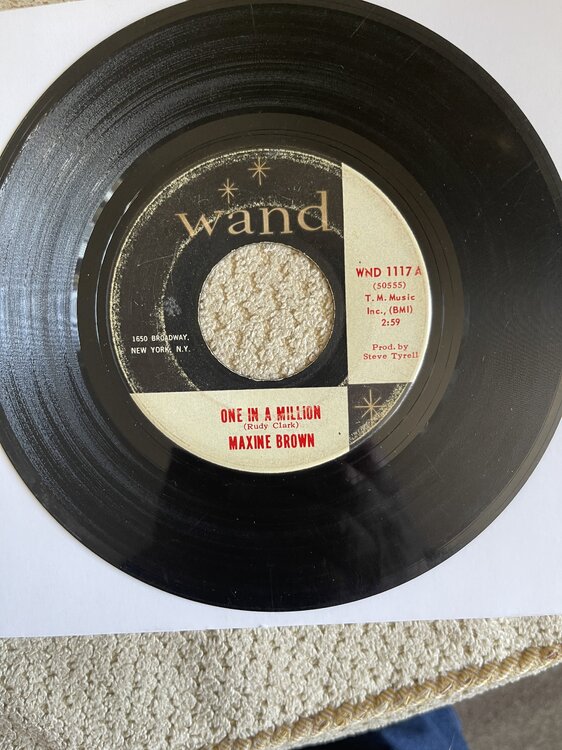 wand
WND 1117 A
(50555)
T. M. Music
Inc., (BMI)
2:59
Prod. by
Steve Tyrell
1650 BROADWAY,
NEW YORK, N.Y.
ONE IN A MILLION
(Rudy Clark)
MAXINE BROWN